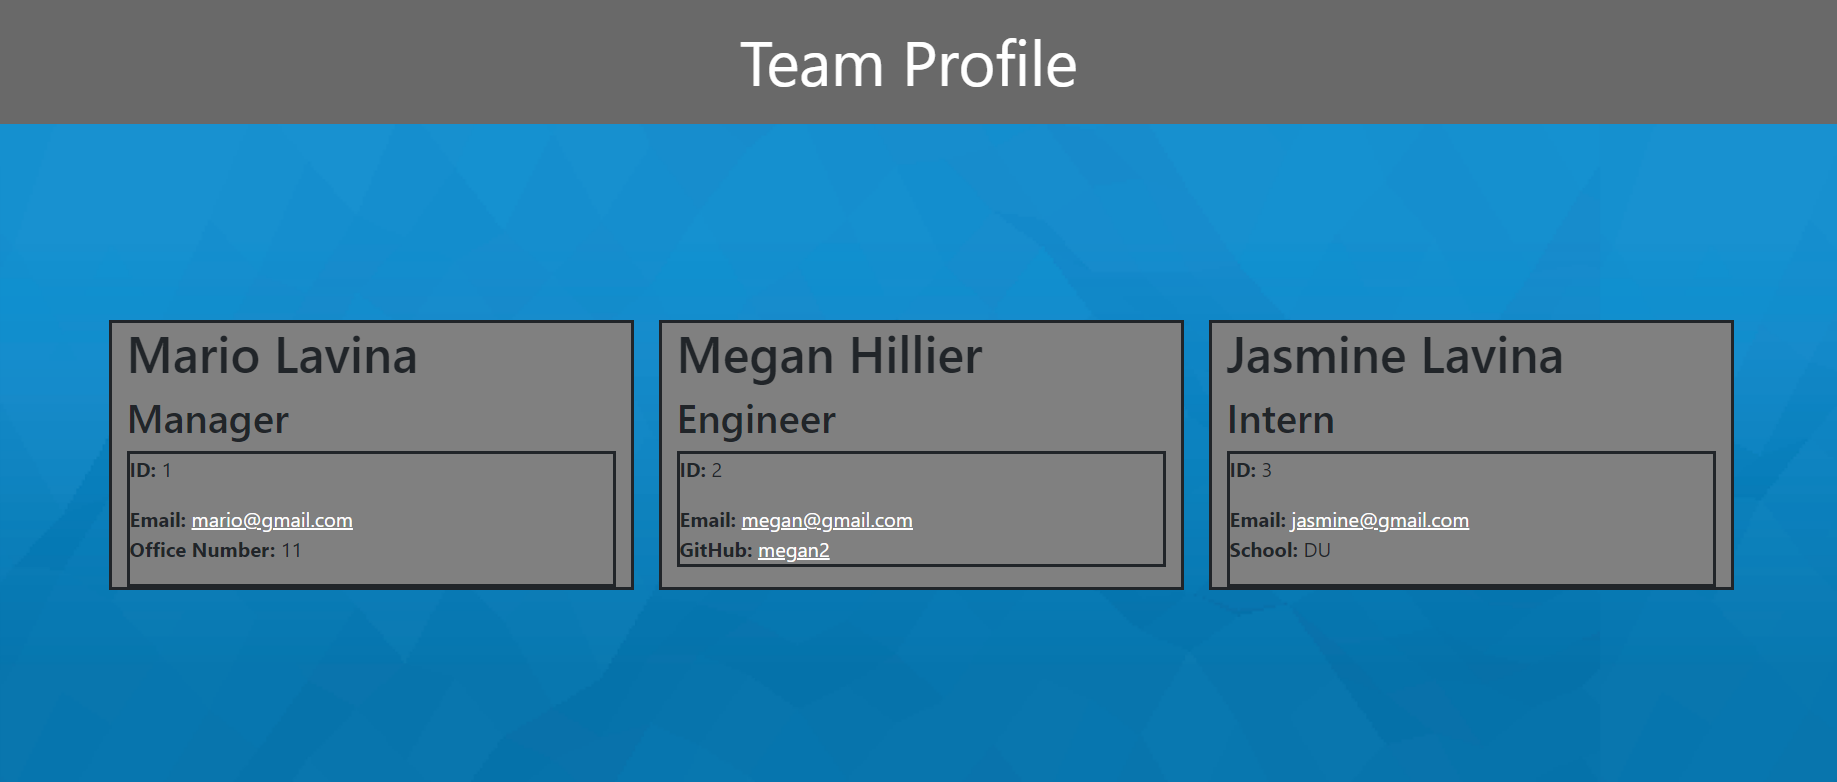 Team Profile
Mario Lavina
Manager
ID: 1
Email: mario@gmail.com
Office Number: 11
Megan Hillier
Engineer
ID: 2
Email: megan@gmail.com
GitHub: megan2
Jasmine Lavina
Intern
ID: 3
Email: jasmine@gmail.com
School: DU